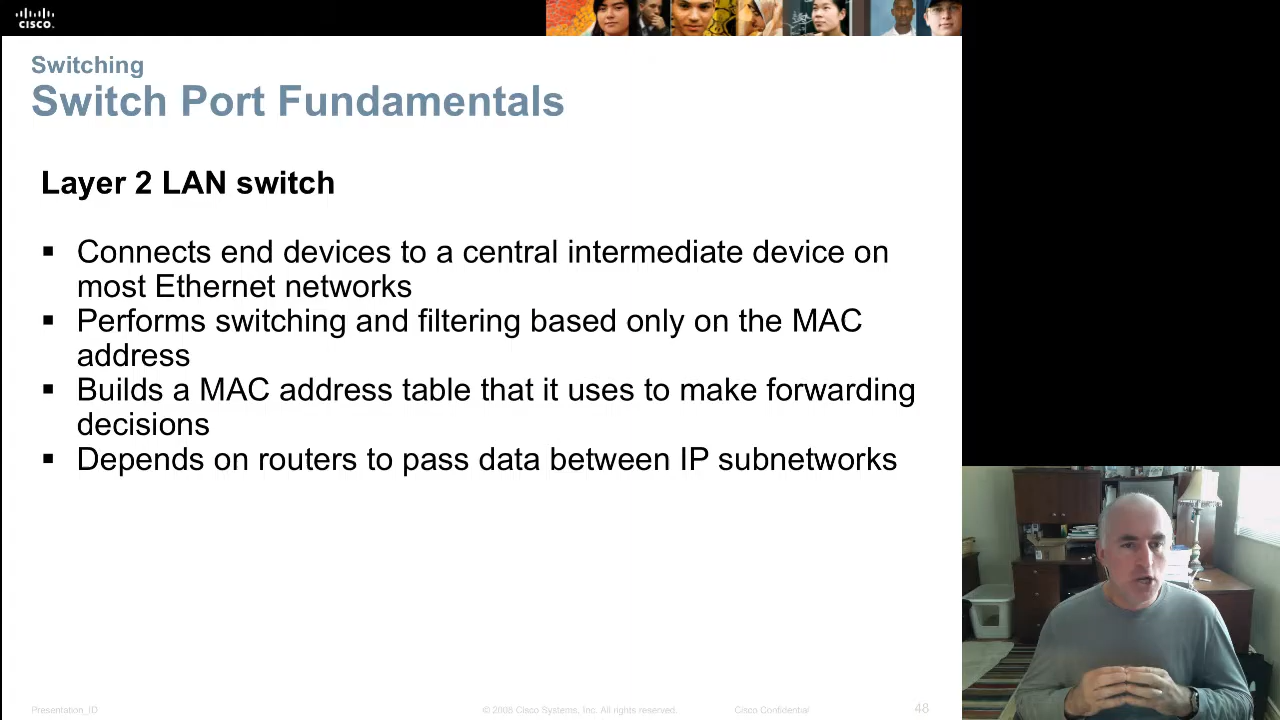 CISCO
Switching
Switch Port Fundamentals
Layer 2 LAN switch
▪ Connects end devices to a central intermediate device on
most Ethernet networks
▪ Performs switching and filtering based only on the MAC
address
▪ Builds a MAC address table that it uses to make forwarding
decisions
▪ Depends on routers to pass data between IP subnetworks
Presentation_ID
© 2008 Cisco Systems, Inc. All rights reserved.
Cisco Confidential
48